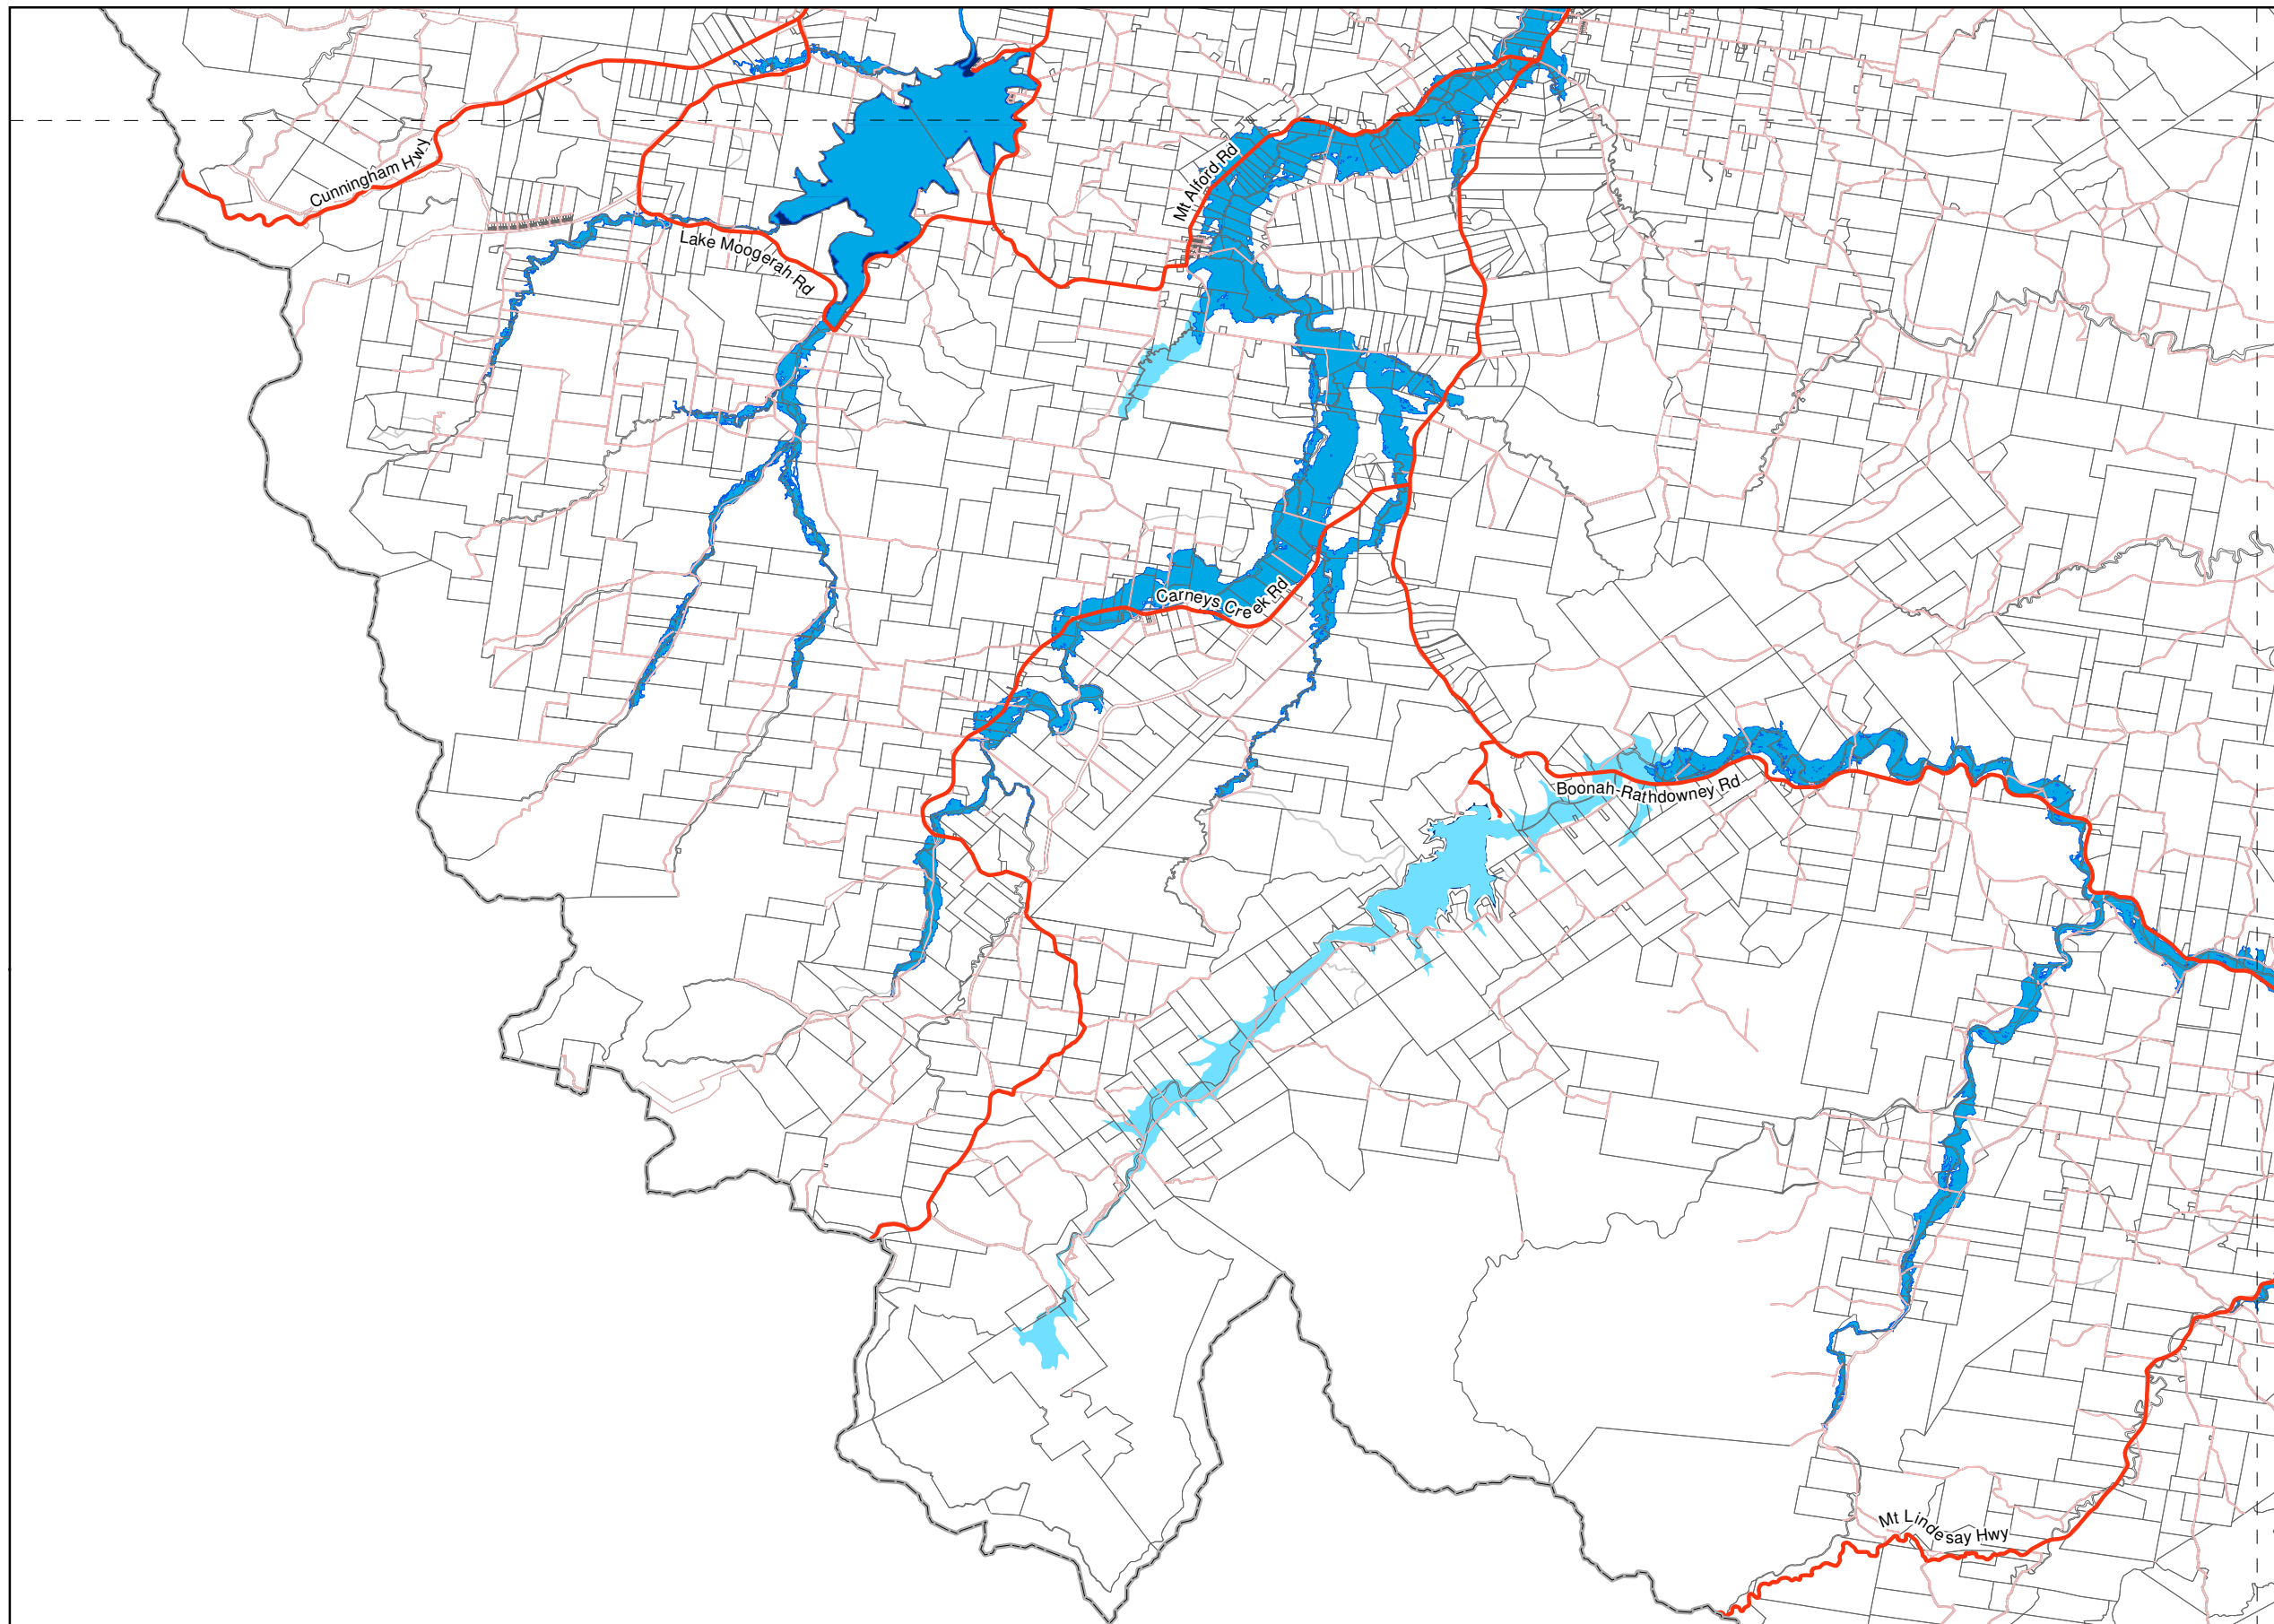 Cunningham Hwy
Mt Alford Rd
Lake Moogerah Rd
Carneys Creek Rd
Boonah-Rathdowney Rd
Mt Lindesay Hwy